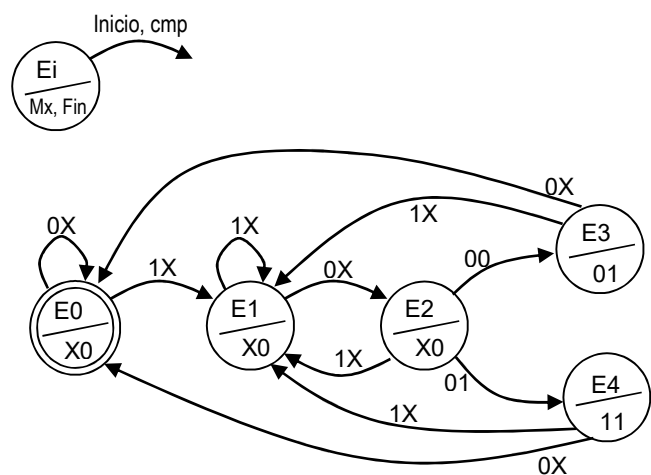 Inicio, cmp
Ei
Mx, Fin
0X
1X
E3
01
0X
1X
00
1X
0X
E0
X0
E1
X0
E2
X0
1X
01
E4
11
1X
0X